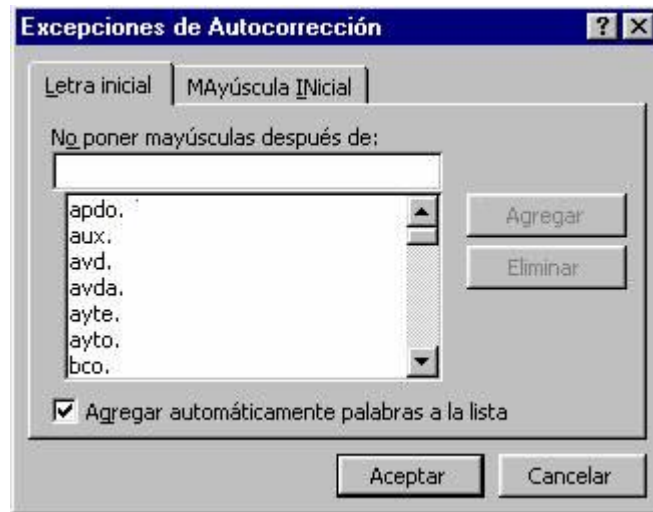 Excepciones de Autocorrección
Letra inicial
MAyúscula INicial
No poner mayúsculas después de:
apdo.
aux.
avd.
avda.
ayte.
ayto.
bco.
Agregar
Eliminar
Agregar automáticamente palabras a la lista
Aceptar
Cancelar